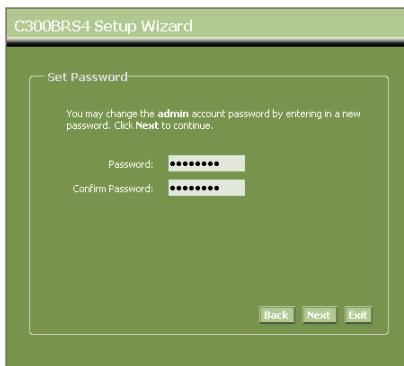 C300BRS4 Setup Wizard
Set Password
You may change the admin account password by entering in a new
password. Click Next to continue.
Password: ●●●●●●●●
Confirm Password: ●●●●●●●●
Back Next Exit